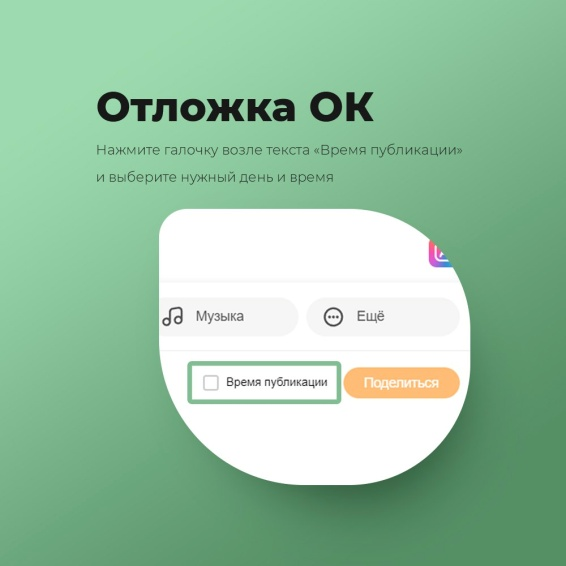 Отложка ОК
Нажмите галочку возле текста «Время публикации»
и выберите нужный день и время
Музыка
Ещё
Время публикации
Поделиться